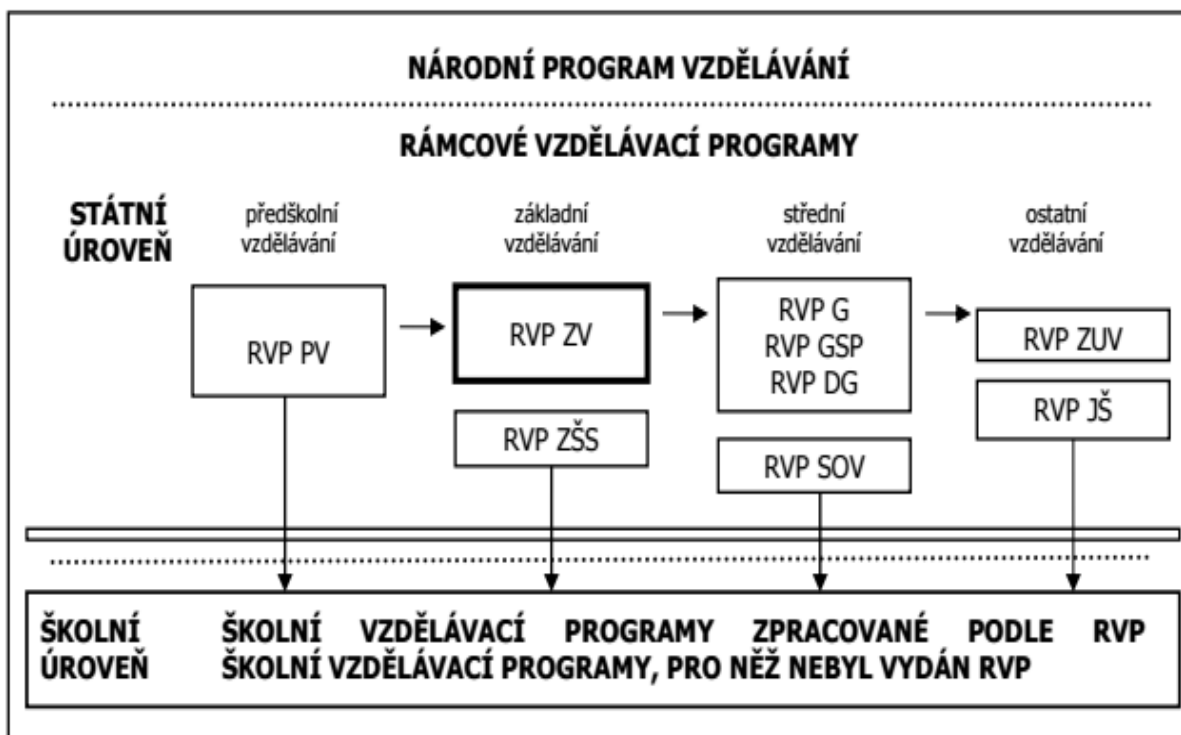 NÁRODNÍ PROGRAM VZDĚLÁVÁNÍ
RÁMCOVÉ VZDĚLÁVACÍ PROGRAMY
STÁTNÍ
ÚROVEŇ
předškolní
vzdělávání
základní
vzdělávání
střední
vzdělávání
ostatní
vzdělávání
RVP PV
RVP ZV
RVP ZŠS
RVP G
RVP GSP
RVP DG
RVP SOV
RVP ZUV
RVP JŠ
ŠKOLNÍ
ÚROVEŇ
ŠKOLNÍ VZDĚLÁVACÍ PROGRAMY ZPRACOVANÉ PODLE RVP
ŠKOLNÍ VZDĚLÁVACÍ PROGRAMY, PRO NĚŽ NEBYL VYDÁN RVP